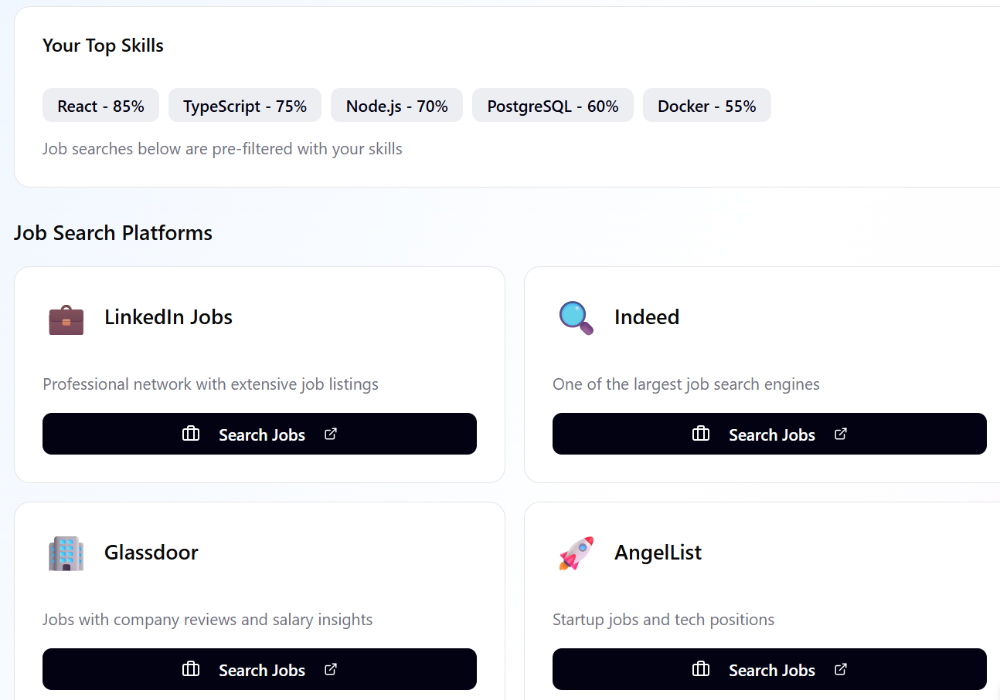 Your Top Skills
React - 85% TypeScript - 75% Node.js - 70% PostgreSQL - 60% Docker - 55%
Job searches below are pre-filtered with your skills
Job Search Platforms
LinkedIn Jobs
Professional network with extensive job listings
Search Jobs
Indeed
One of the largest job search engines
Search Jobs
Glassdoor
Jobs with company reviews and salary insights
Search Jobs
AngelList
Startup jobs and tech positions
Search Jobs